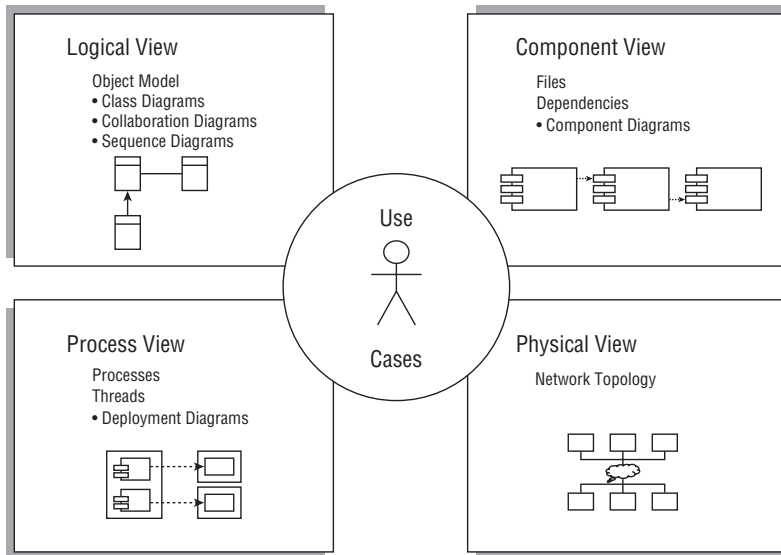 Logical View
Object Model
• Class Diagrams
• Collaboration Diagrams
• Sequence Diagrams
Component View
Files
Dependencies
• Component Diagrams
Use
Cases
Process View
Processes
Threads
• Deployment Diagrams
Physical View
Network Topology